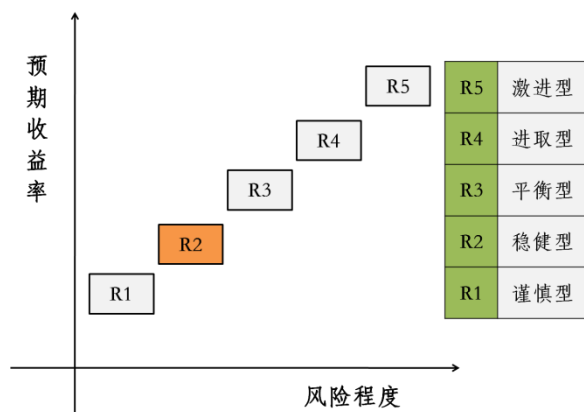 预期收益率
R5
R4
R3
R2
R1
风险程度
R5 激进型
R4 进取型
R3 平衡型
R2 稳健型
R1 谨慎型